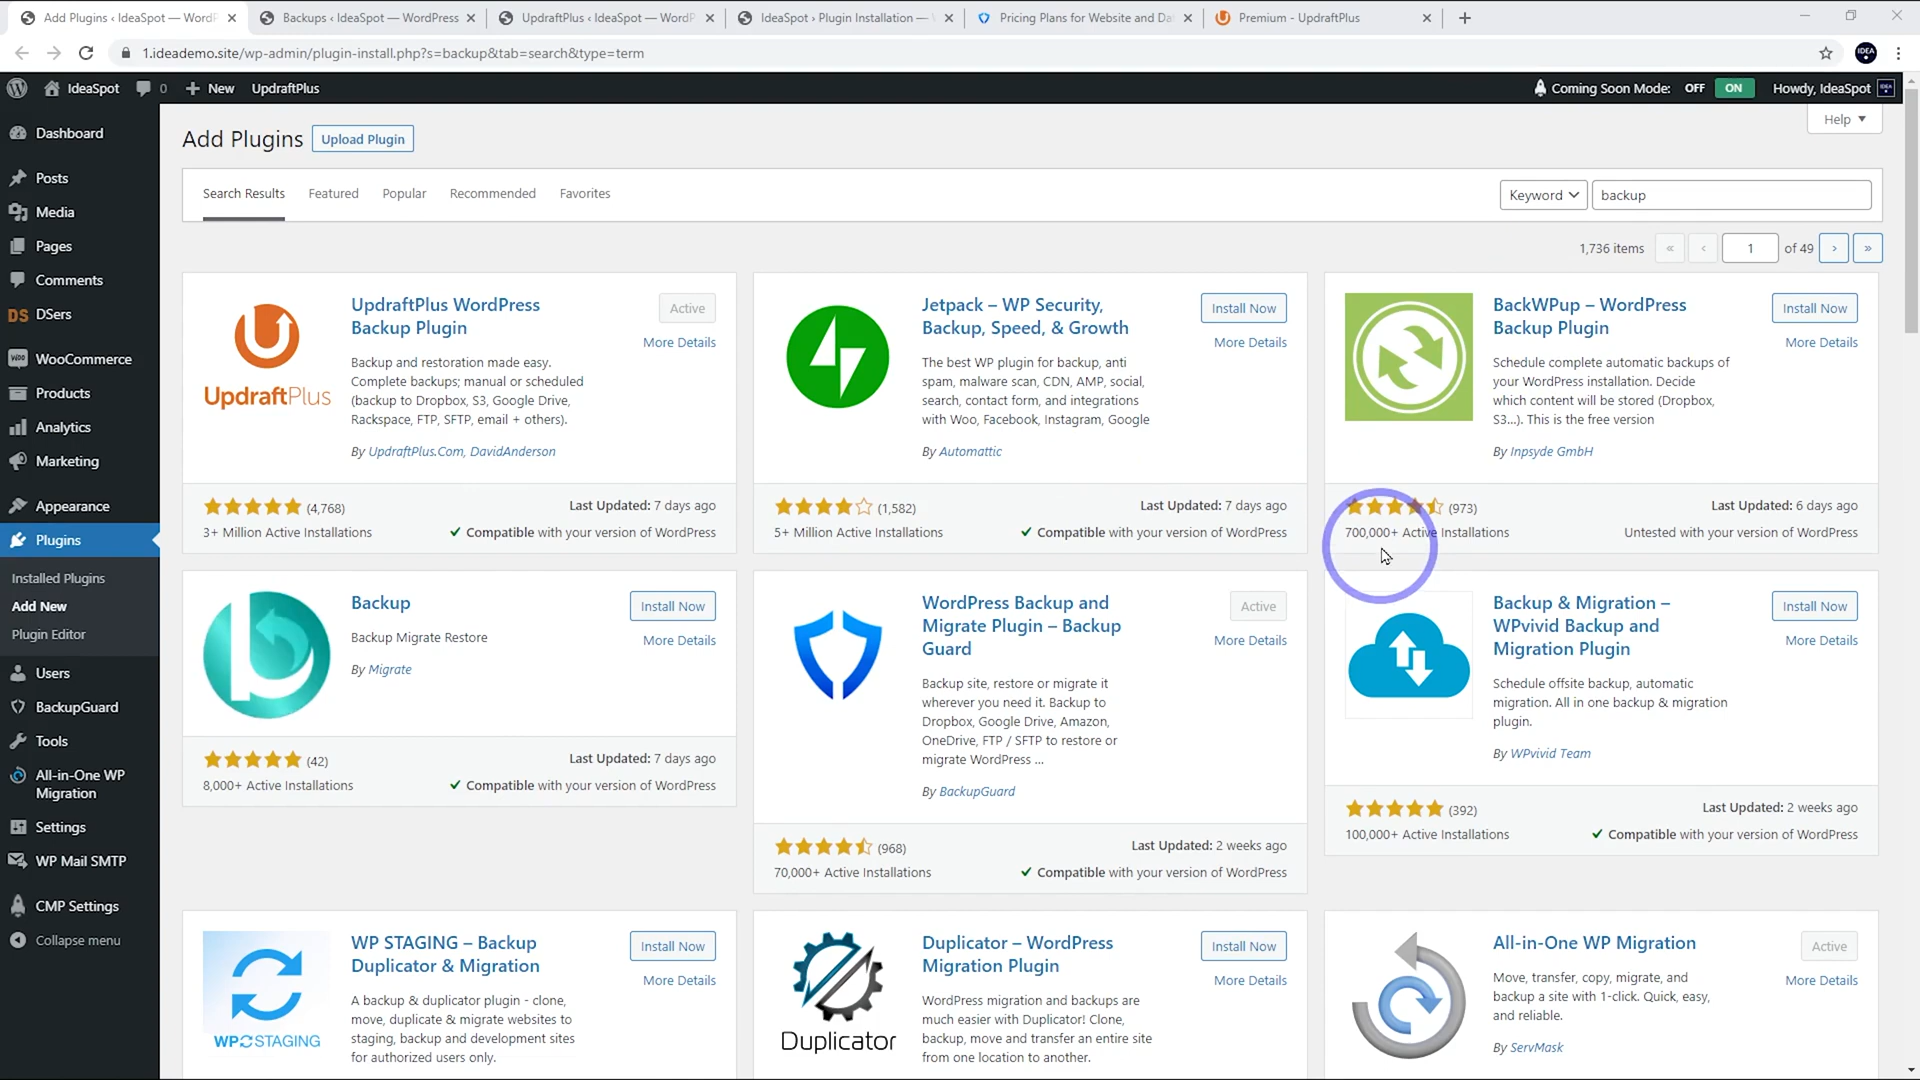 Add Plugins ‹ IdeaSpot — WordP
Backups ‹ IdeaSpot — WordPress
UpdraftPlus ‹ IdeaSpot — WordP
IdeaSpot › Plugin Installation —
Pricing Plans for Website and Da
Premium - UpdraftPlus
1.ideademo.site/wp-admin/plugin-install.php?s=backup&tab=search&type=term
IDEA
IdeaSpot
0
New
UpdraftPlus
Coming Soon Mode:
OFF
ON
Howdy, IdeaSpot
Dashboard
Posts
Media
Pages
Comments
DS DSers
Woo WooCommerce
Products
Analytics
Marketing
Appearance
Plugins
Installed Plugins
Add New
Plugin Editor
Users
BackupGuard
Tools
All-in-One WP
Migration
Settings
WP Mail SMTP
CMP Settings
Collapse menu
Help
Add Plugins
Upload Plugin
Search Results
Featured
Popular
Recommended
Favorites
Keyword
backup
1,736 items
«
‹
1
of 49
›
»
UpdraftPlus
UpdraftPlus WordPress
Backup Plugin
Active
More Details
Backup and restoration made easy.
Complete backups; manual or scheduled
(backup to Dropbox, S3, Google Drive,
Rackspace, FTP, SFTP, email + others).
By UpdraftPlus.Com, DavidAnderson
(4,768)
Last Updated: 7 days ago
3+ Million Active Installations
Compatible with your version of WordPress
Jetpack – WP Security,
Backup, Speed, & Growth
Install Now
More Details
The best WP plugin for backup, anti
spam, malware scan, CDN, AMP, social,
search, contact form, and integrations
with Woo, Facebook, Instagram, Google
By Automattic
(1,582)
Last Updated: 7 days ago
5+ Million Active Installations
Compatible with your version of WordPress
BackWPup – WordPress
Backup Plugin
Install Now
More Details
Schedule complete automatic backups of
your WordPress installation. Decide
which content will be stored (Dropbox,
S3...). This is the free version
By Inpsyde GmbH
(973)
Last Updated: 6 days ago
700,000+ Active Installations
Untested with your version of WordPress
Backup
Install Now
More Details
Backup Migrate Restore
By Migrate
(42)
Last Updated: 7 days ago
8,000+ Active Installations
Compatible with your version of WordPress
WordPress Backup and
Migrate Plugin – Backup
Guard
Active
More Details
Backup site, restore or migrate it
wherever you need it. Backup to
Dropbox, Google Drive, Amazon,
OneDrive, FTP / SFTP to restore or
migrate WordPress ...
By BackupGuard
(968)
Last Updated: 2 weeks ago
70,000+ Active Installations
Compatible with your version of WordPress
Backup & Migration –
WPvivid Backup and
Migration Plugin
Install Now
More Details
Schedule offsite backup, automatic
migration. All in one backup & migration
plugin.
By WPvivid Team
(392)
Last Updated: 2 weeks ago
100,000+ Active Installations
Compatible with your version of WordPress
WP STAGING
WP STAGING – Backup
Duplicator & Migration
Install Now
More Details
A backup & duplicator plugin - clone,
move, duplicate & migrate websites to
staging, backup and development sites
for authorized users only.
Duplicator
Duplicator – WordPress
Migration Plugin
Install Now
More Details
WordPress migration and backups are
much easier with Duplicator! Clone,
backup, move and transfer an entire site
from one location to another.
All-in-One WP Migration
Active
More Details
Move, transfer, copy, migrate, and
backup a site with 1-click. Quick, easy,
and reliable.
By ServMask